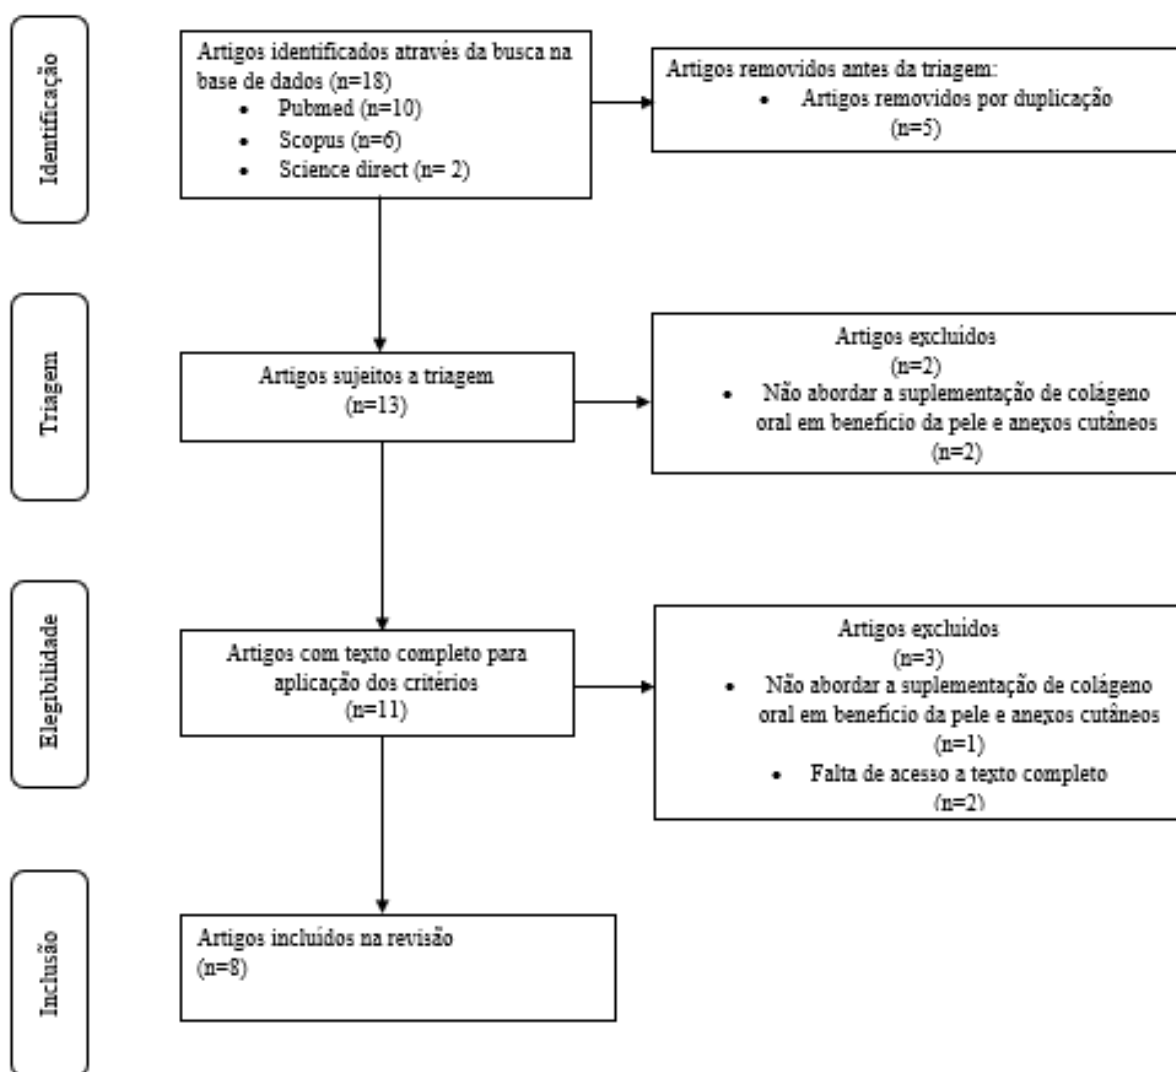 Identificação
Artigos identificados através da busca na
base de dados (n=18)
• Pubmed (n=10)
• Scopus (n=6)
• Science direct (n= 2)
Artigos removidos antes da triagem:
• Artigos removidos por duplicação
(n=5)
Triagem
Artigos sujeitos a triagem
(n=13)
Artigos excluídos
(n=2)
• Não abordar a suplementação de colágeno
oral em benefício da pele e anexos cutâneos
(n=2)
Elegibilidade
Artigos com texto completo para
aplicação dos critérios
(n=11)
Artigos excluídos
(n=3)
• Não abordar a suplementação de colágeno
oral em benefício da pele e anexos cutâneos
(n=1)
• Falta de acesso a texto completo
(n=2)
Inclusão
Artigos incluídos na revisão
(n=8)